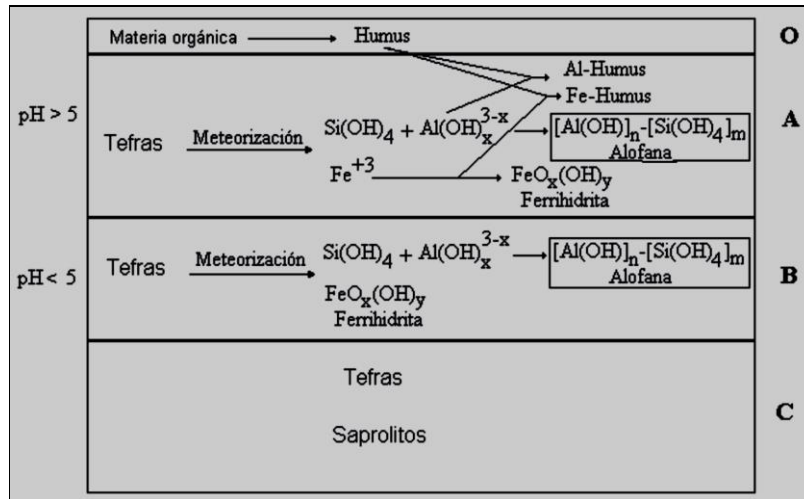 Materia orgánica Humus O
Al-Humus
pH > 5 Fe-Humus A
Tefras Meteorización Si(OH)₄ + Al(OH)ₓ³⁻ˣ [Al(OH)]ₙ-[Si(OH)₄]ₘ
Alofana
Fe⁺³ FeOₓ(OH)ᵧ
Ferrihidrita
pH < 5 Tefras Meteorización Si(OH)₄ + Al(OH)ₓ³⁻ˣ [Al(OH)]ₙ-[Si(OH)₄]ₘ B
Alofana
FeOₓ(OH)ᵧ
Ferrihidrita
Tefras
C
Saprolitos